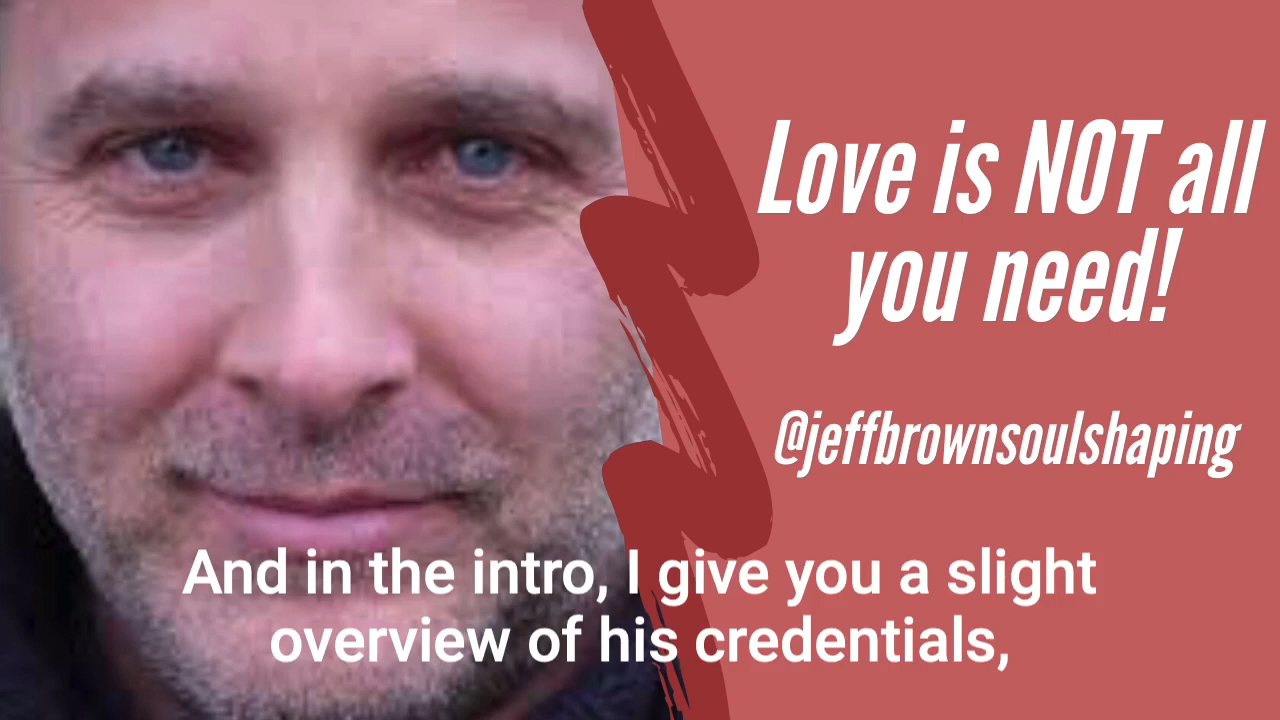 Love is NOT all
you need!
@jeffbrownsoulshaping
And in the intro, I give you a slight
overview of his credentials,